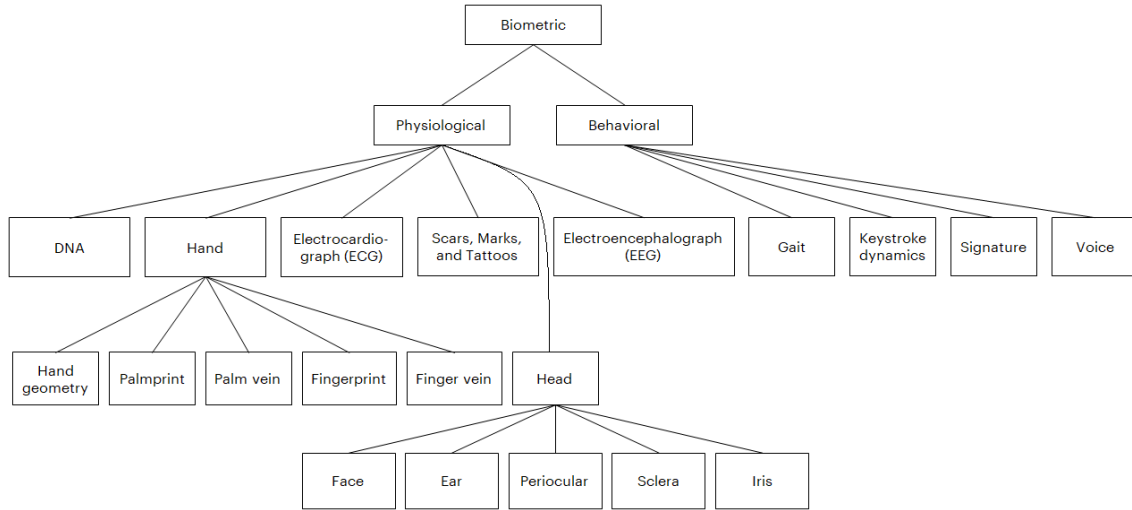 Biometric
Physiological
Behavioral
DNA
Hand
Electrocardio-
graph (ECG)
Scars, Marks,
and Tattoos
Electroencephalograph
(EEG)
Gait
Keystroke
dynamics
Signature
Voice
Hand
geometry
Palmprint
Palm vein
Fingerprint
Finger vein
Head
Face
Ear
Periocular
Sclera
Iris